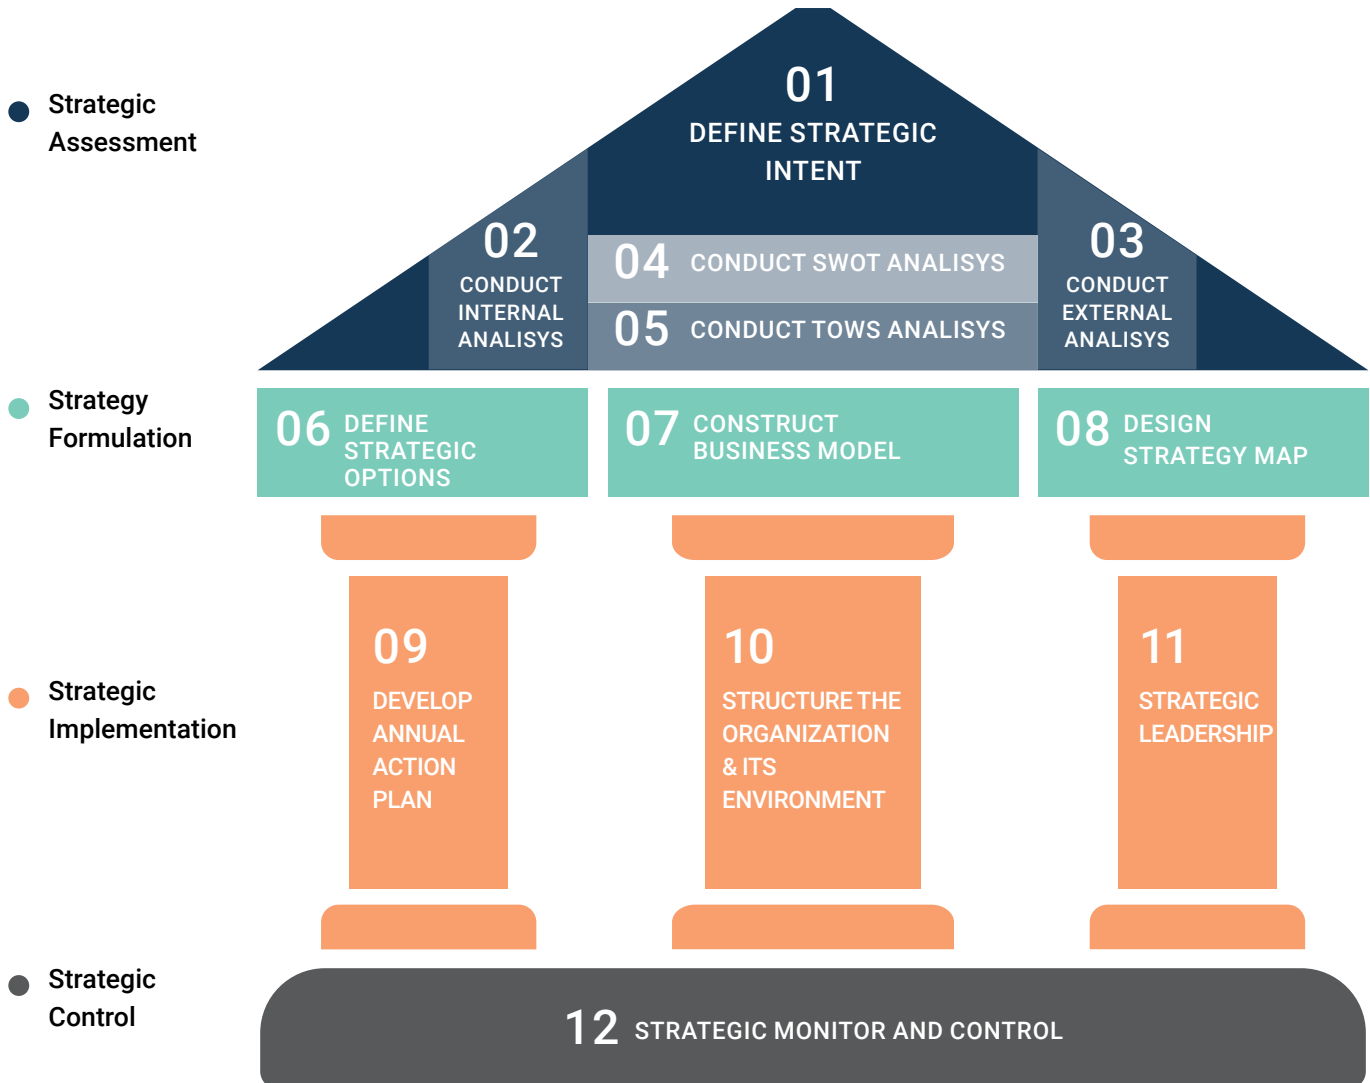 Strategic
Assessment
01
DEFINE STRATEGIC
INTENT
02
CONDUCT
INTERNAL
ANALISYS
04 CONDUCT SWOT ANALISYS
05 CONDUCT TOWS ANALISYS
03
CONDUCT
EXTERNAL
ANALISYS
Strategy
Formulation
06 DEFINE
STRATEGIC
OPTIONS
07 CONSTRUCT
BUSINESS MODEL
08 DESIGN
STRATEGY MAP
Strategic
Implementation
09
DEVELOP
ANNUAL
ACTION
PLAN
10
STRUCTURE THE
ORGANIZATION
& ITS
ENVIRONMENT
11
STRATEGIC
LEADERSHIP
Strategic
Control
12 STRATEGIC MONITOR AND CONTROL